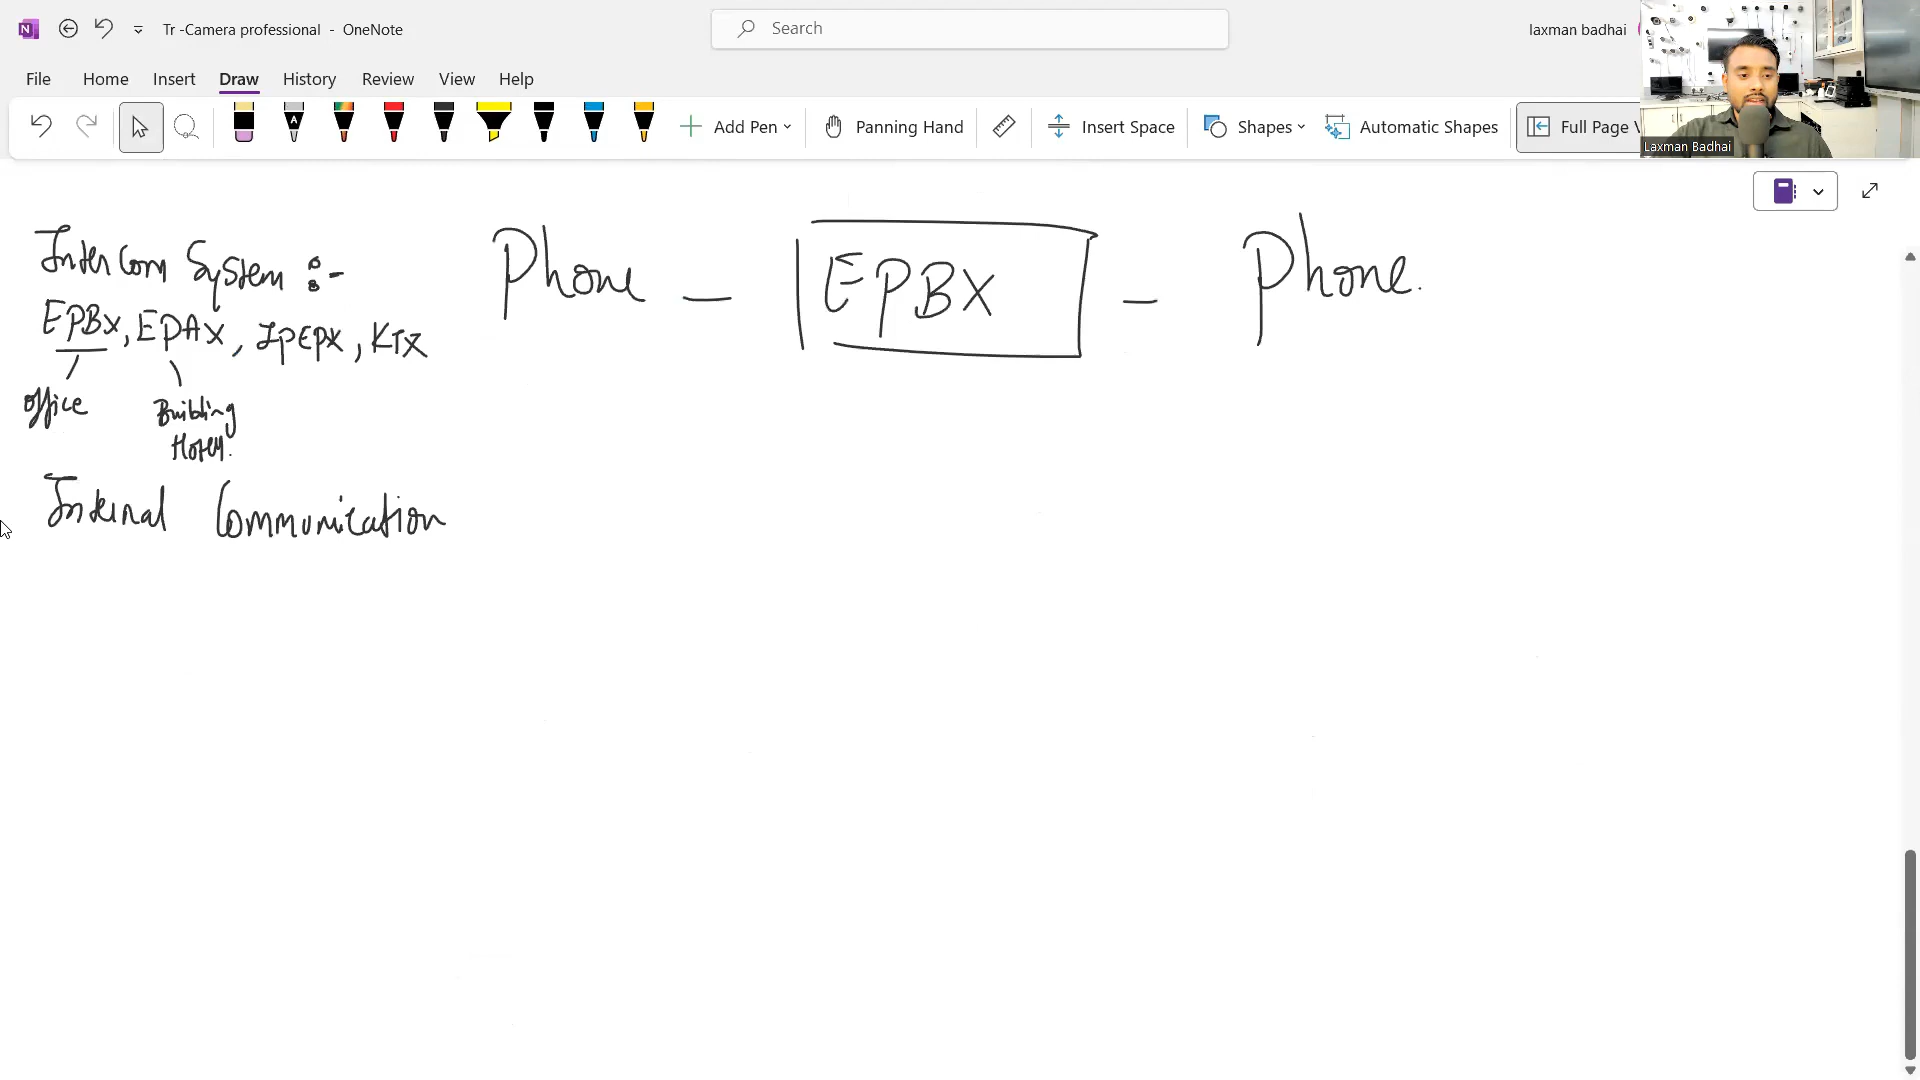 Tr -Camera professional - OneNote
Search
laxman badhai
File Home Insert Draw History Review View Help
Add Pen Panning Hand Insert Space Shapes Automatic Shapes Full Page V
Laxman Badhai
Intercom System :-
EPBX, EPAX, IPEPX, KTX
office
Building
Hotel.
Internal Communication
Phone - EPBX - Phone.